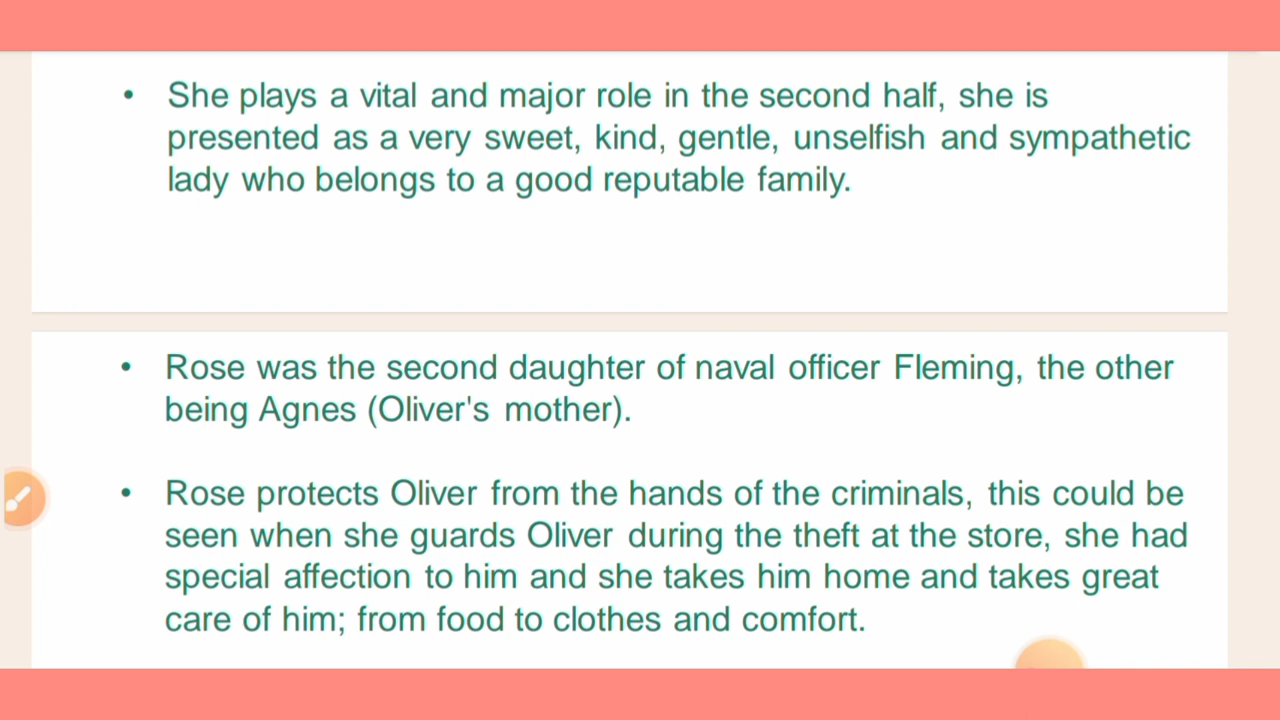 • She plays a vital and major role in the second half, she is
presented as a very sweet, kind, gentle, unselfish and sympathetic
lady who belongs to a good reputable family.
• Rose was the second daughter of naval officer Fleming, the other
being Agnes (Oliver's mother).
• Rose protects Oliver from the hands of the criminals, this could be
seen when she guards Oliver during the theft at the store, she had
special affection to him and she takes him home and takes great
care of him; from food to clothes and comfort.